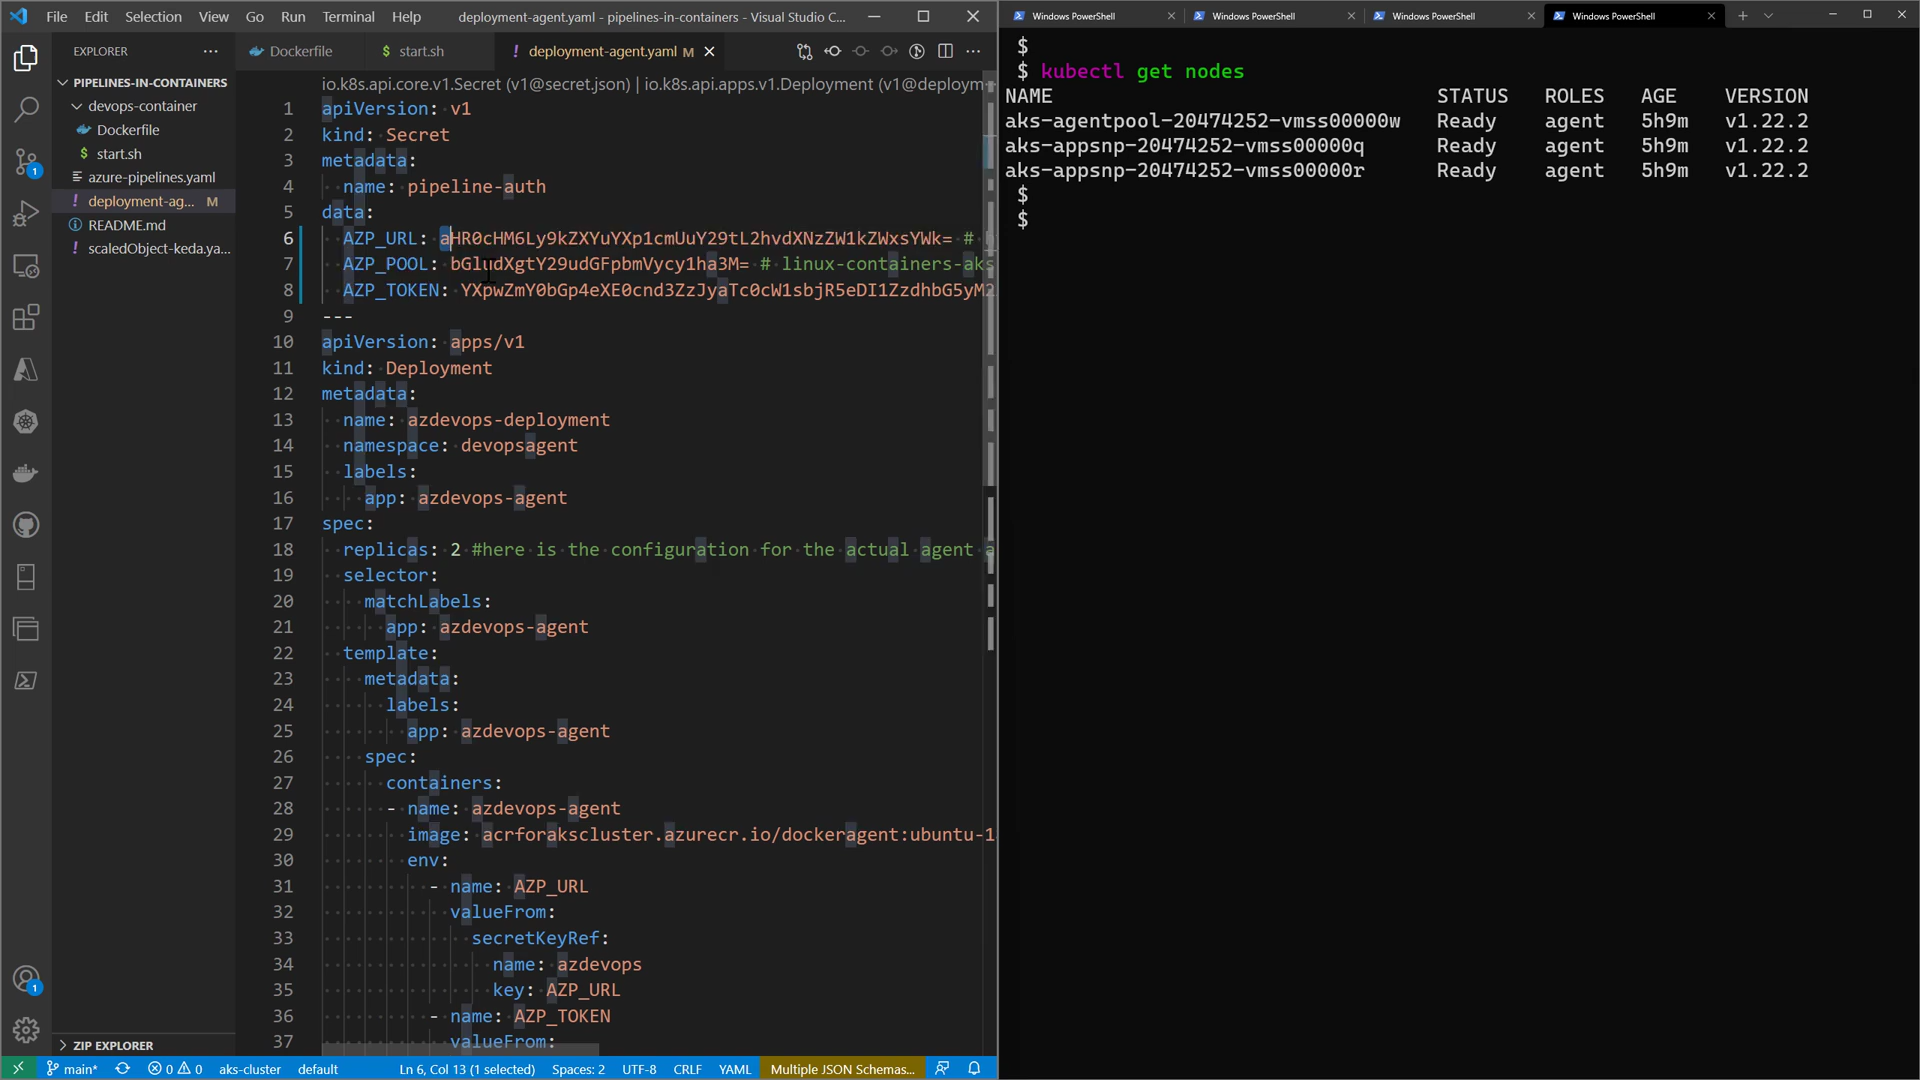 File Edit Selection View Go Run Terminal Help deployment-agent.yaml - pipelines-in-containers - Visual Studio C...
Windows PowerShell Windows PowerShell Windows PowerShell Windows PowerShell
EXPLORER
PIPELINES-IN-CONTAINERS
devops-container
Dockerfile
start.sh
azure-pipelines.yaml
deployment-ag... M
README.md
scaledObject-keda.ya...
ZIP EXPLORER
Dockerfile start.sh deployment-agent.yaml M
io.k8s.api.core.v1.Secret (v1@secret.json) | io.k8s.api.apps.v1.Deployment (v1@deploym
1 apiVersion: v1
2 kind: Secret
3 metadata:
4 name: pipeline-auth
5 data:
6 AZP_URL: aHR0cHM6Ly9kZXYuYXp1cmUuY29tL2hvdXNzZW1kZWxsYWk= #
7 AZP_POOL: bGludXgtY29udGFpbmVycy1ha3M= # linux-containers-aks
8 AZP_TOKEN: YXpwZmY0bGp4eXE0cnd3ZzJyaTc0cW1sbjR5eDI1ZzdhbG5yM2
9 ---
10 apiVersion: apps/v1
11 kind: Deployment
12 metadata:
13 name: azdevops-deployment
14 namespace: devopsagent
15 labels:
16 app: azdevops-agent
17 spec:
18 replicas: 2 #here is the configuration for the actual agent a
19 selector:
20 matchLabels:
21 app: azdevops-agent
22 template:
23 metadata:
24 labels:
25 app: azdevops-agent
26 spec:
27 containers:
28 - name: azdevops-agent
29 image: acrforakscluster.azurecr.io/dockeragent:ubuntu-1
30 env:
31 - name: AZP_URL
32 valueFrom:
33 secretKeyRef:
34 name: azdevops
35 key: AZP_URL
36 - name: AZP_TOKEN
37 valueFrom:
$
$ kubectl get nodes
NAME STATUS ROLES AGE VERSION
aks-agentpool-20474252-vmss00000w Ready agent 5h9m v1.22.2
aks-appsnp-20474252-vmss00000q Ready agent 5h9m v1.22.2
aks-appsnp-20474252-vmss00000r Ready agent 5h9m v1.22.2
$
$
main* 0 0 aks-cluster default Ln 6, Col 13 (1 selected) Spaces: 2 UTF-8 CRLF YAML Multiple JSON Schemas...